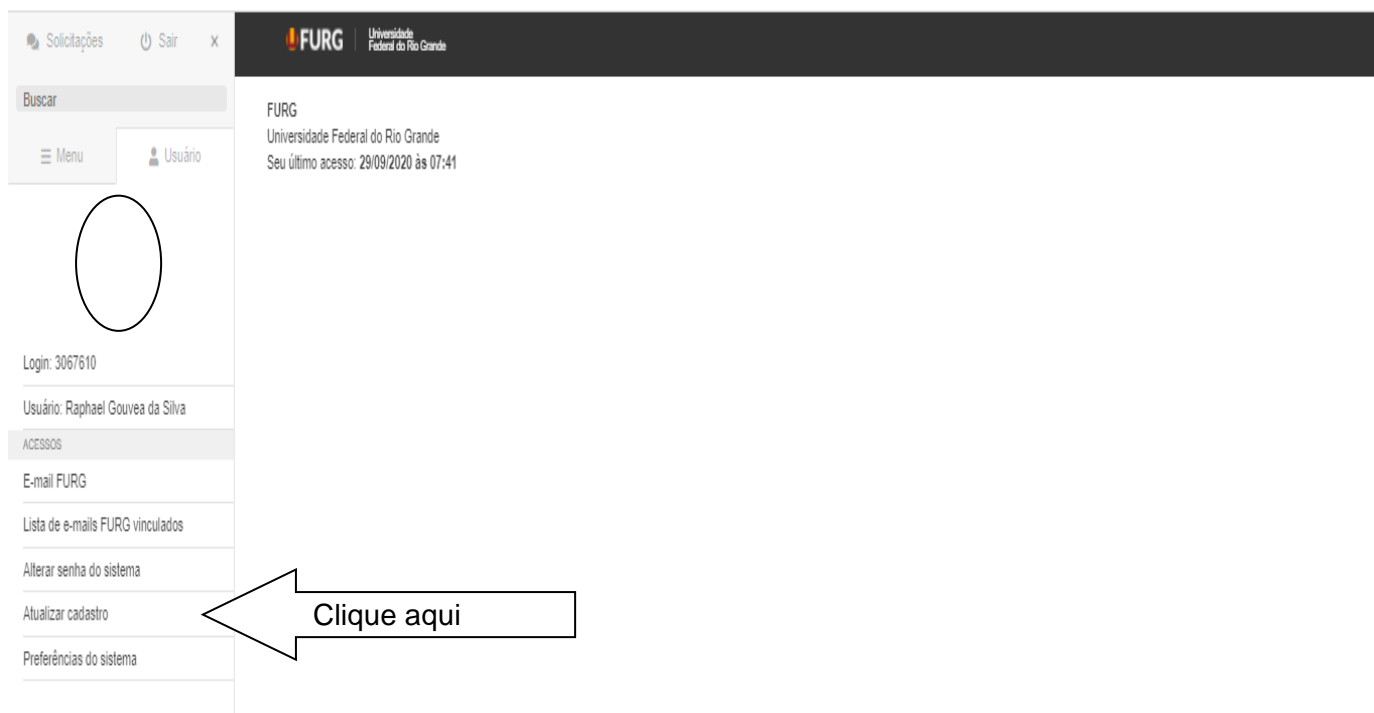 Solicitações
Sair
×
FURG
Universidade
Federal do Rio Grande
Buscar
Menu
Usuário
FURG
Universidade Federal do Rio Grande
Seu último acesso: 29/09/2020 às 07:41
Login: 3067610
Usuário: Raphael Gouvea da Silva
ACESSOS
E-mail FURG
Lista de e-mails FURG vinculados
Alterar senha do sistema
Atualizar cadastro
Clique aqui
Preferências do sistema